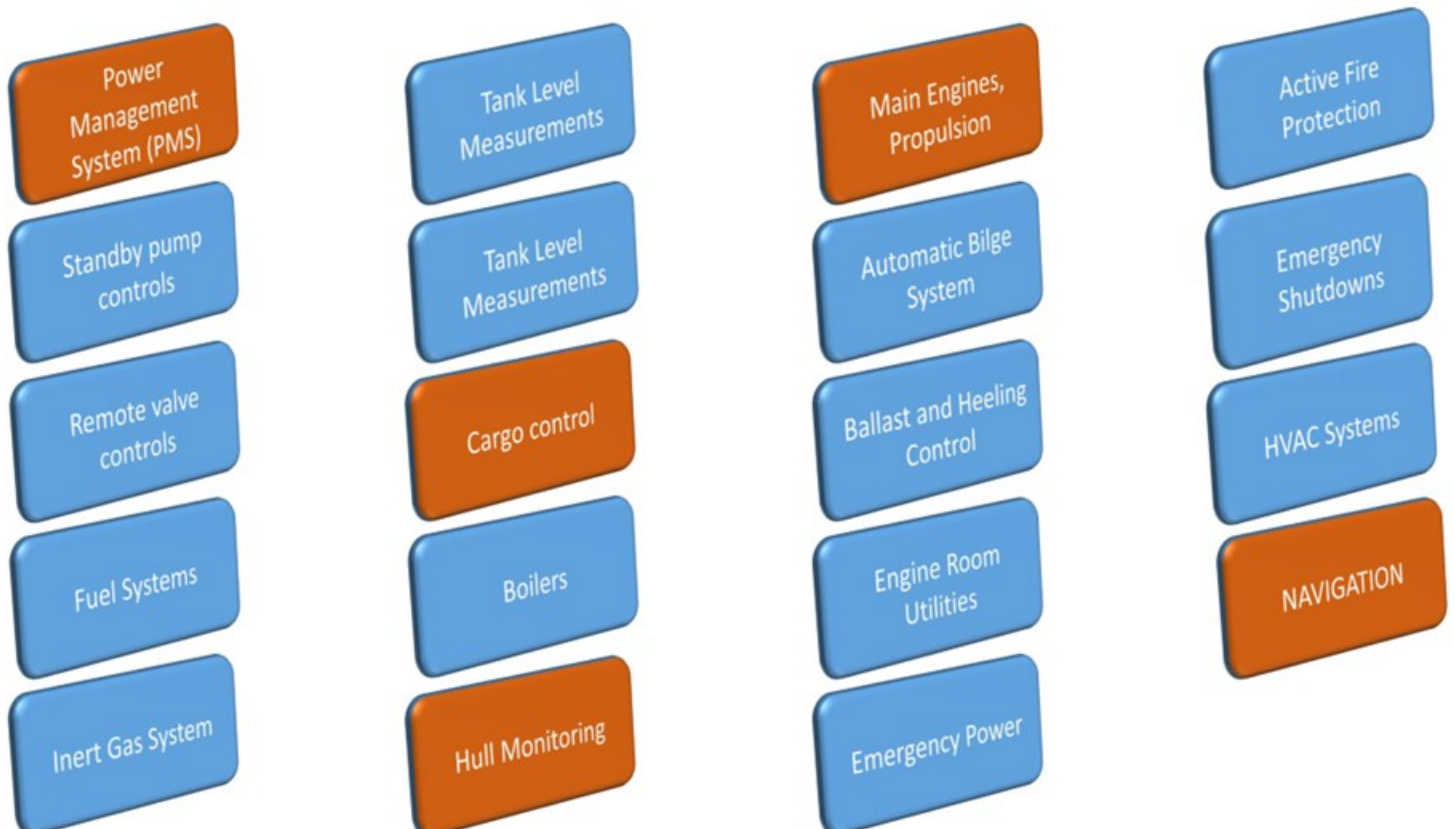 Power
Management
System (PMS)
Standby pump
controls
Remote valve
controls
Fuel Systems
Inert Gas System
Tank Level
Measurements
Tank Level
Measurements
Cargo control
Boilers
Hull Monitoring
Main Engines,
Propulsion
Automatic Bilge
System
Ballast and Heeling
Control
Engine Room
Utilities
Emergency Power
Active Fire
Protection
Emergency
Shutdowns
HVAC Systems
NAVIGATION